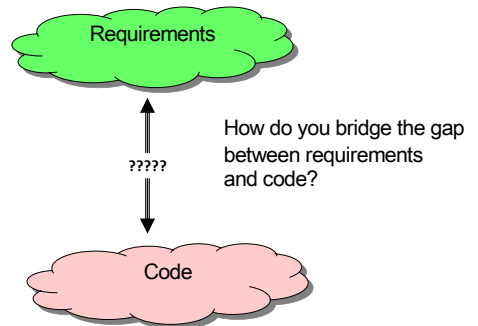 Requirements
?????
How do you bridge the gap
between requirements
and code?
Code